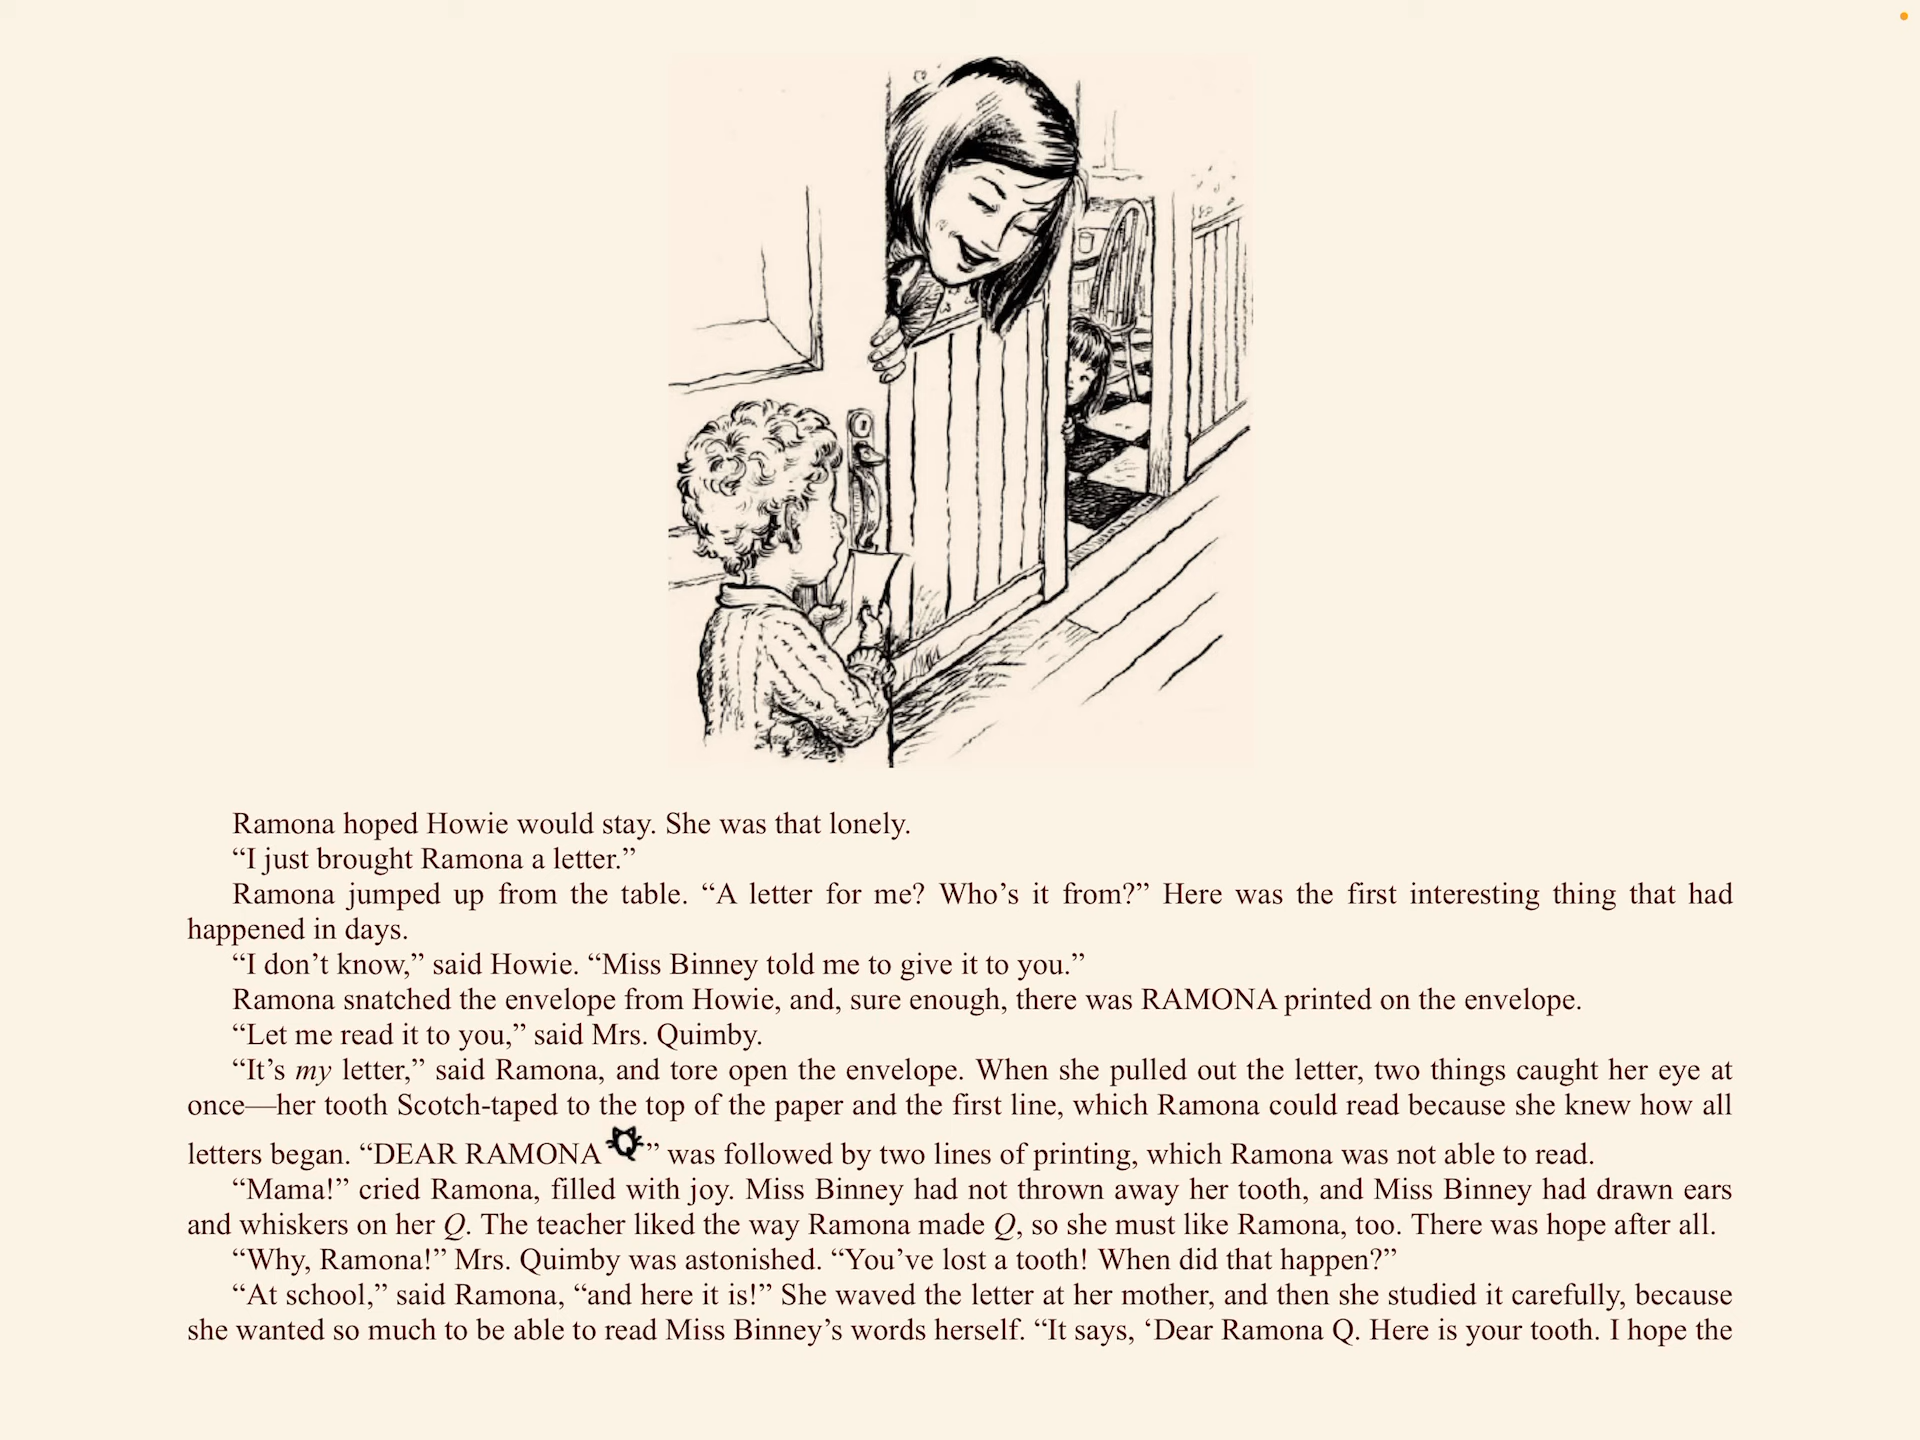 Ramona hoped Howie would stay. She was that lonely.
“I just brought Ramona a letter.”
Ramona jumped up from the table. “A letter for me? Who’s it from?” Here was the first interesting thing that had
happened in days.
“I don’t know,” said Howie. “Miss Binney told me to give it to you.”
Ramona snatched the envelope from Howie, and, sure enough, there was RAMONA printed on the envelope.
“Let me read it to you,” said Mrs. Quimby.
“It’s my letter,” said Ramona, and tore open the envelope. When she pulled out the letter, two things caught her eye at
once—her tooth Scotch-taped to the top of the paper and the first line, which Ramona could read because she knew how all
letters began. “DEAR RAMONA Q” was followed by two lines of printing, which Ramona was not able to read.
“Mama!” cried Ramona, filled with joy. Miss Binney had not thrown away her tooth, and Miss Binney had drawn ears
and whiskers on her Q. The teacher liked the way Ramona made Q, so she must like Ramona, too. There was hope after all.
“Why, Ramona!” Mrs. Quimby was astonished. “You’ve lost a tooth! When did that happen?”
“At school,” said Ramona, “and here it is!” She waved the letter at her mother, and then she studied it carefully, because
she wanted so much to be able to read Miss Binney’s words herself. “It says, ‘Dear Ramona Q. Here is your tooth. I hope the